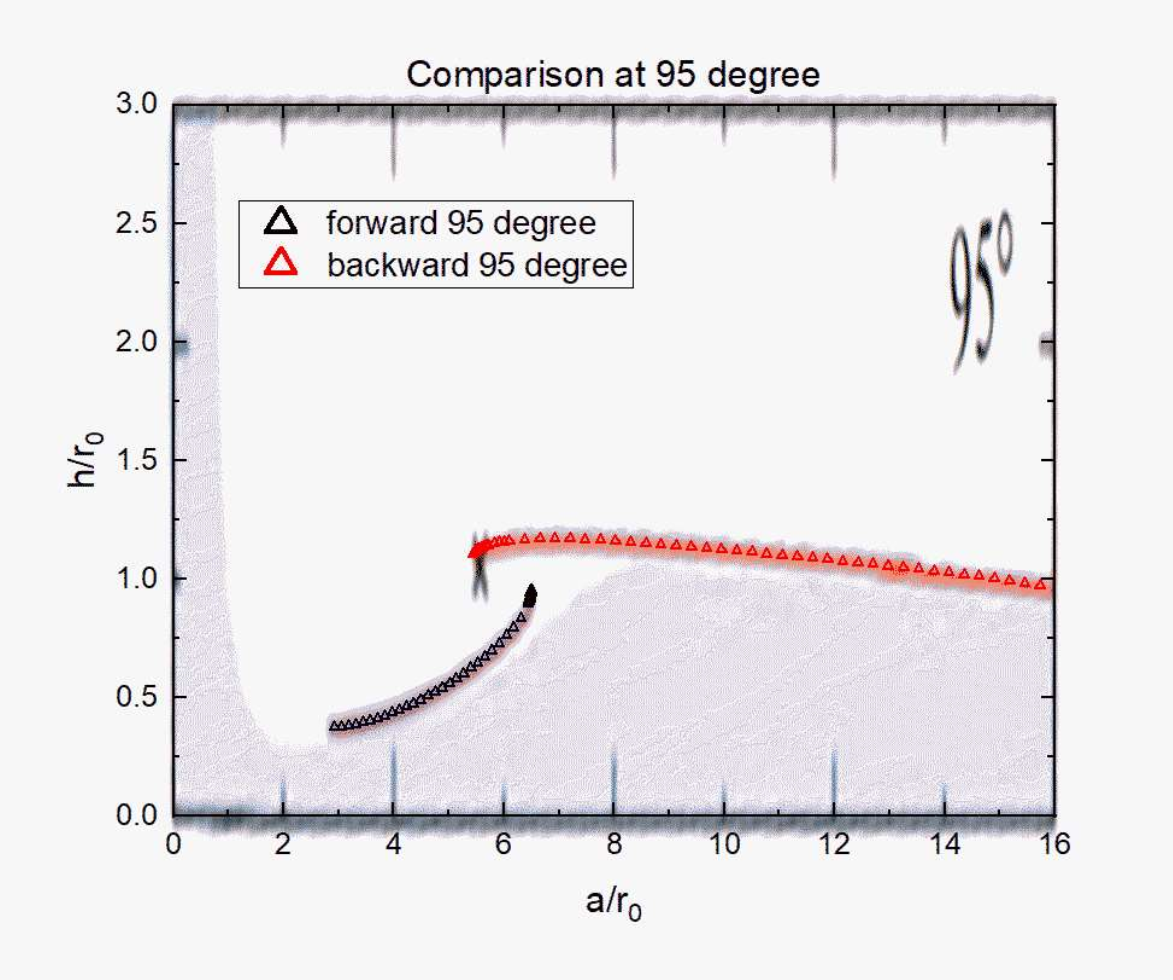 Comparison at 95 degree
3.0
2.5
2.0
1.5
1.0
0.5
0.0
h/r₀
forward 95 degree
backward 95 degree
95⁰
x
0 2 4 6 8 10 12 14 16
a/r₀